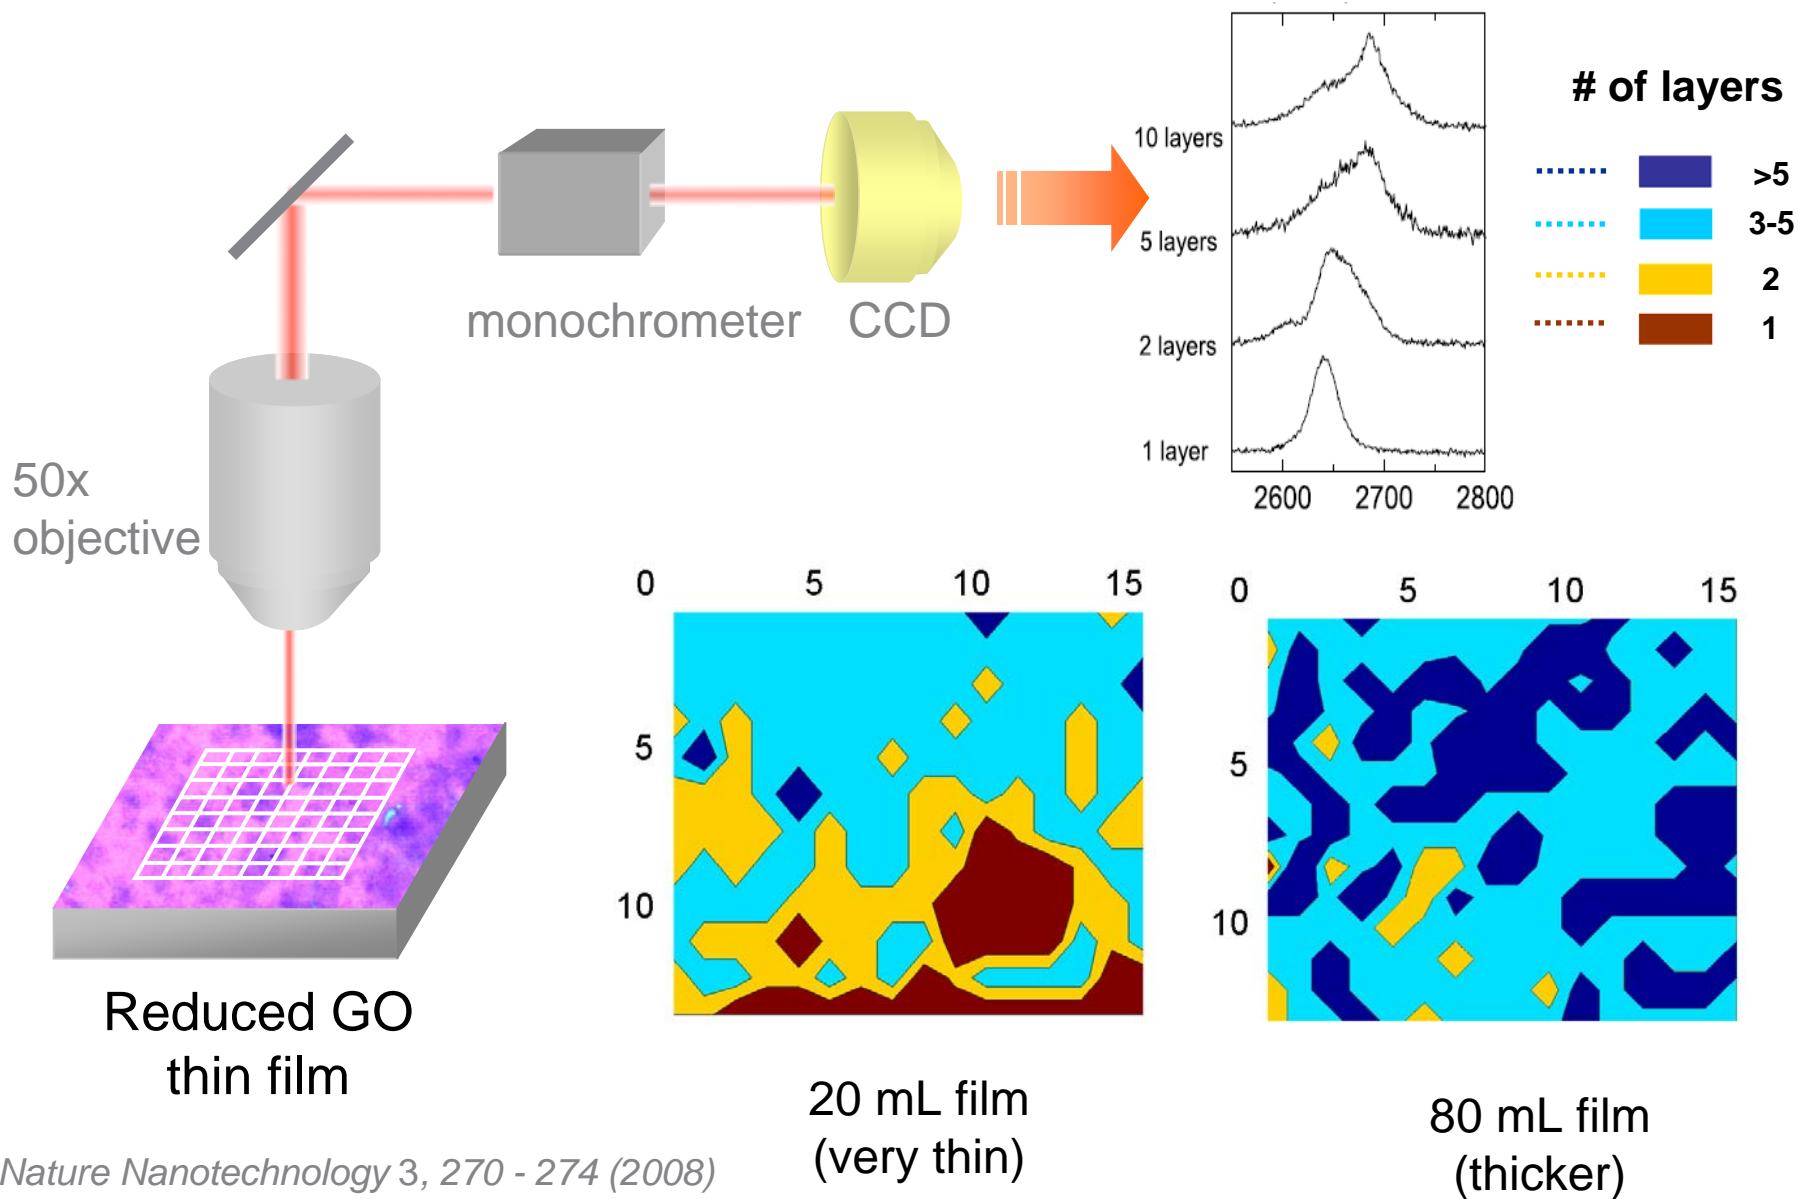 10 layers
5 layers
2 layers
1 layer
2600 2700 2800
# of layers
>5
3-5
2
1
monochrometer
CCD
50x
objective
Reduced GO
thin film
0 5 10 15
5
10
20 mL film
(very thin)
0 5 10 15
5
10
80 mL film
(thicker)
Nature Nanotechnology 3, 270 - 274 (2008)